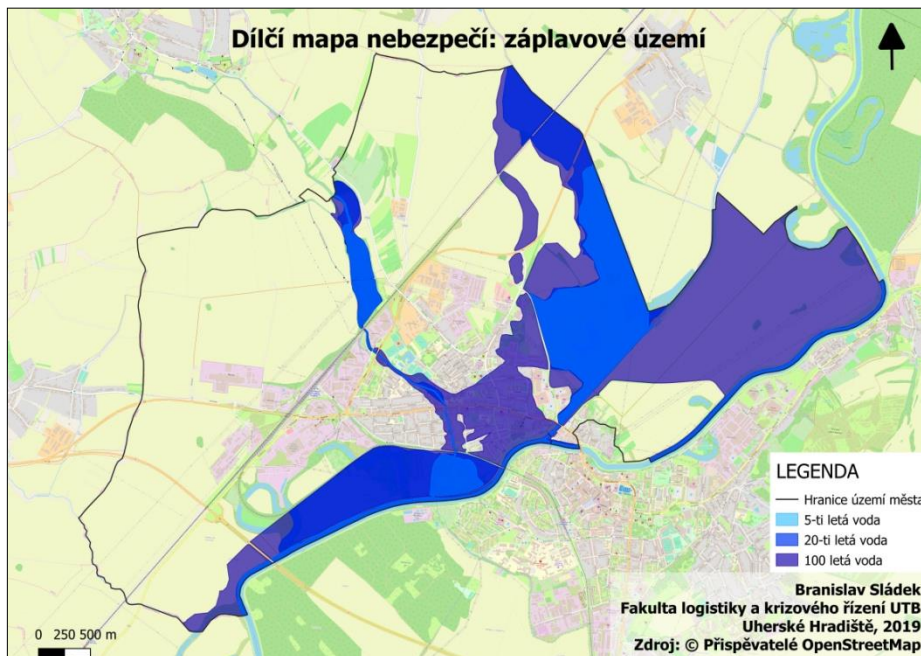 Dílčí mapa nebezpečí: záplavové území
LEGENDA
Hranice území města
5-ti letá voda
20-ti letá voda
100 letá voda
Branislav Sládek
Fakulta logistiky a krizového řízení UTB
Uherské Hradiště, 2019
Zdroj: © Přispěvatelé OpenStreetMap
0 250 500 m